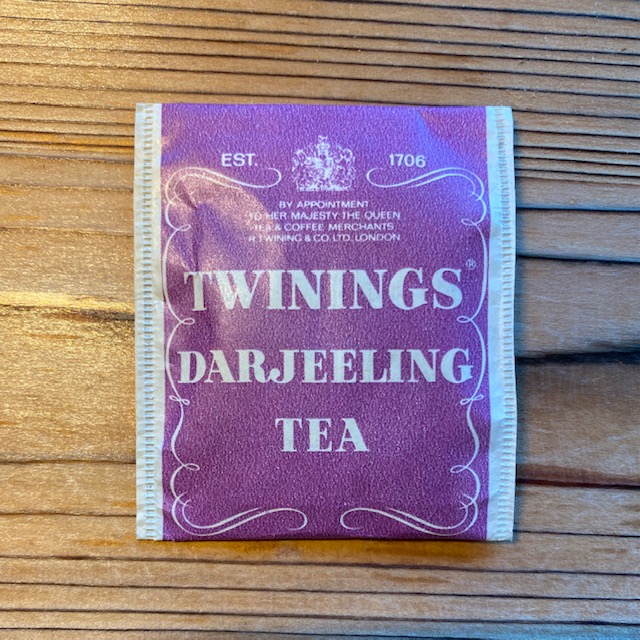 EST. 1706
BY APPOINTMENT
TO HER MAJESTY THE QUEEN
TEA & COFFEE MERCHANTS
R. TWINING & CO. LTD. LONDON
TWININGS®
DARJEELING
TEA